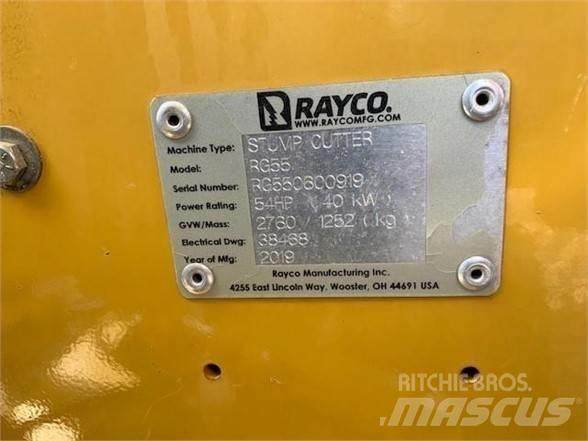 RAYCO.
WWW.RAYCOMFG.COM
Machine Type: STUMP CUTTER
Model: RG55
Serial Number: RG550600919
Power Rating: 54HP (40 kW)
GVW/Mass: 2760 / 1252 (kg)
Electrical Dwg: 38468
Year of Mfg: 2019
Rayco Manufacturing Inc.
4255 East Lincoln Way, Wooster, OH 44691 USA
RITCHIE BROS.
MASCUS